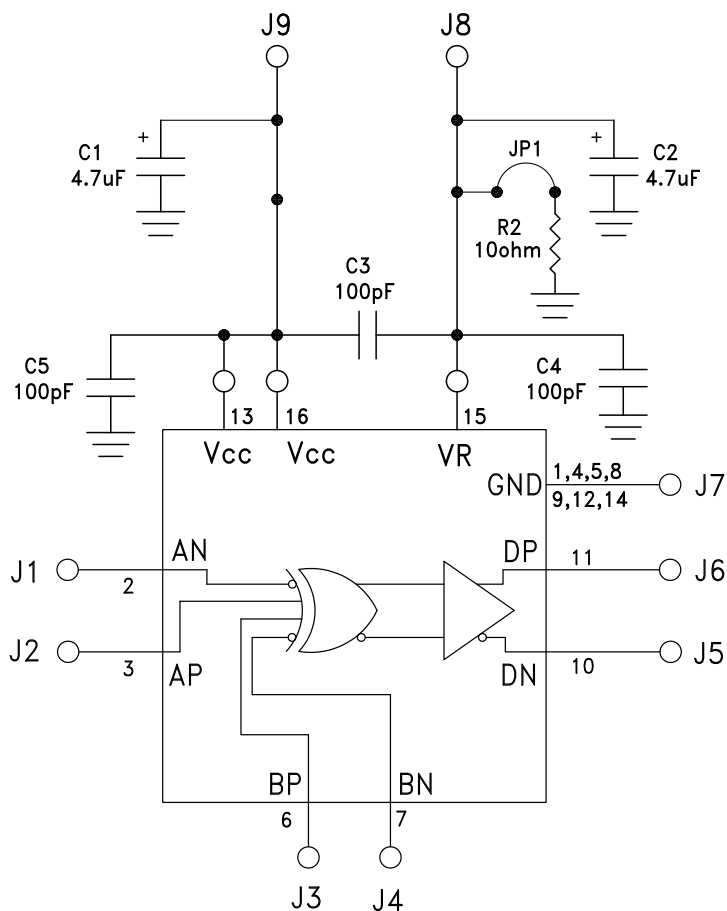 J9
J8
+
C1
4.7uF
+
C2
4.7uF
JP1
R2
10ohm
C3
100pF
C5
100pF
C4
100pF
13
16
15
Vcc
Vcc
VR
GND
1,4,5,8
9,12,14
J7
J1
2
AN
DP
11
J6
J2
3
AP
DN
10
J5
BP
BN
6
7
J3
J4